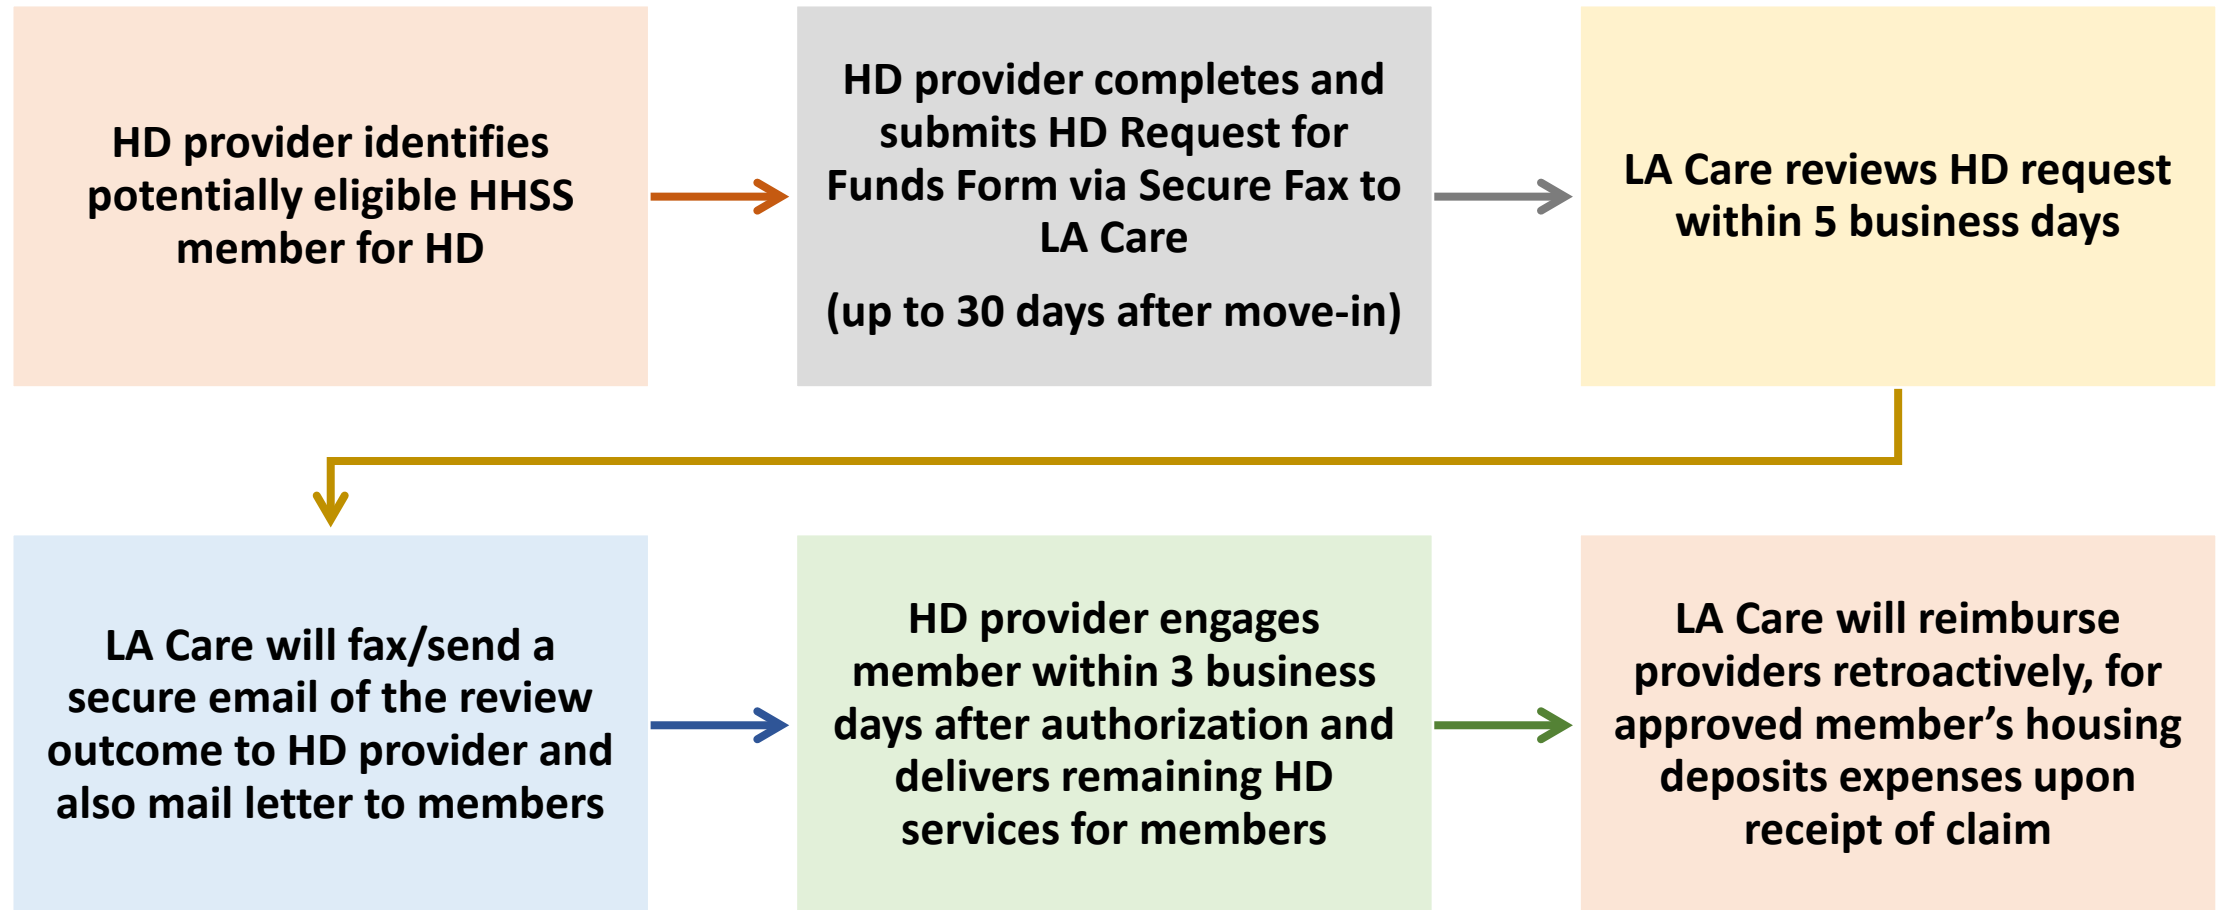 HD provider identifies
potentially eligible HHSS
member for HD
HD provider completes and
submits HD Request for
Funds Form via Secure Fax to
LA Care
(up to 30 days after move-in)
LA Care reviews HD request
within 5 business days
LA Care will fax/send a
secure email of the review
outcome to HD provider and
also mail letter to members
HD provider engages
member within 3 business
days after authorization and
delivers remaining HD
services for members
LA Care will reimburse
providers retroactively, for
approved member’s housing
deposits expenses upon
receipt of claim